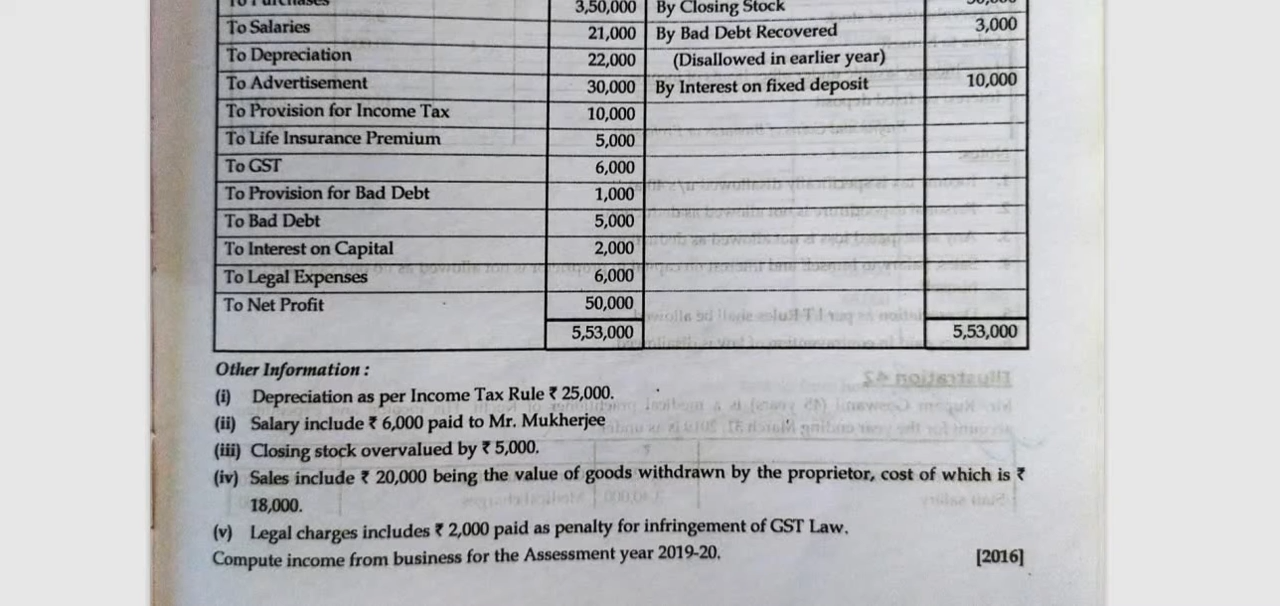 3,50,000 By Closing Stock
To Salaries 21,000 By Bad Debt Recovered 3,000
To Depreciation 22,000 (Disallowed in earlier year)
To Advertisement 30,000 By Interest on fixed deposit 10,000
To Provision for Income Tax 10,000
To Life Insurance Premium 5,000
To GST 6,000
To Provision for Bad Debt 1,000
To Bad Debt 5,000
To Interest on Capital 2,000
To Legal Expenses 6,000
To Net Profit 50,000
5,53,000 5,53,000
Other Information :
(i) Depreciation as per Income Tax Rule ₹ 25,000.
(ii) Salary include ₹ 6,000 paid to Mr. Mukherjee
(iii) Closing stock overvalued by ₹ 5,000.
(iv) Sales include ₹ 20,000 being the value of goods withdrawn by the proprietor, cost of which is ₹
18,000.
(v) Legal charges includes ₹ 2,000 paid as penalty for infringement of GST Law.
Compute income from business for the Assessment year 2019-20. [2016]